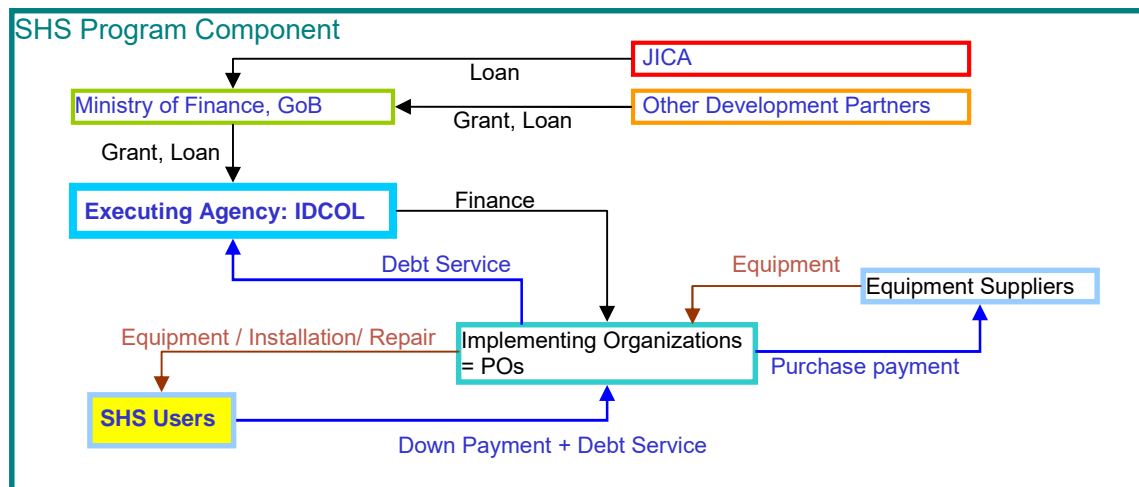 SHS Program Component
JICA
Loan
Ministry of Finance, GoB
Other Development Partners
Grant, Loan
Grant, Loan
Executing Agency: IDCOL
Finance
Debt Service
Equipment
Equipment Suppliers
Equipment / Installation/ Repair
Implementing Organizations
= POs
Purchase payment
SHS Users
Down Payment + Debt Service